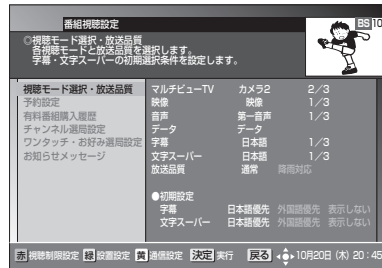 番組視聴設定
BS 10
◎視聴モード選択・放送品質
各視聴モードと放送品質を選択します。
字幕・文字スーパーの初期選択条件を設定します。
視聴モード選択・放送品質
予約設定
有料番組購入履歴
チャンネル選局設定
ワンタッチ・お好み選局設定
お知らせメッセージ
マルチビューTV カメラ2 2／3
映像 映像 1／3
音声 第一音声 1／3
データ データ
字幕 日本語 1／3
文字スーパー 日本語 1／3
放送品質 通常 降雨対応
●初期設定
字幕 日本語優先 外国語優先 表示しない
文字スーパー 日本語優先 外国語優先 表示しない
赤 視聴制限設定 緑 設置設定 黄 通信設定 決定 実行 戻る 10月20日（木）20：45